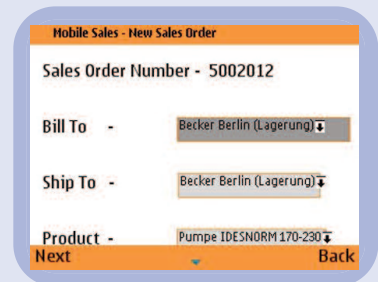 Mobile Sales - New Sales Order
Sales Order Number - 5002012
Bill To - Becker Berlin (Lagerung)
Ship To - Becker Berlin (Lagerung)
Product - Pumpe IDESNORM 170-230
Next Back